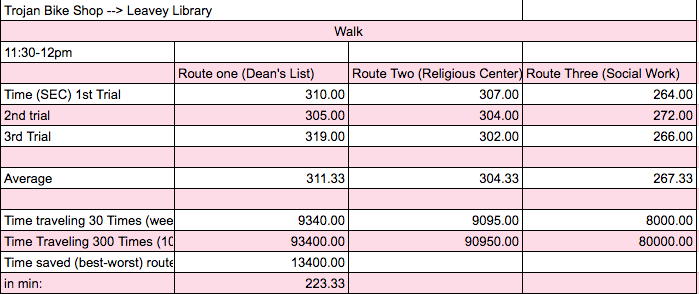 Trojan Bike Shop --> Leavey Library
Walk
11:30-12pm
Route one (Dean's List) Route Two (Religious Center) Route Three (Social Work)
Time (SEC) 1st Trial 310.00 307.00 264.00
2nd trial 305.00 304.00 272.00
3rd Trial 319.00 302.00 266.00
Average 311.33 304.33 267.33
Time traveling 30 Times (wee 9340.00 9095.00 8000.00
Time Traveling 300 Times (10 93400.00 90950.00 80000.00
Time saved (best-worst) route 13400.00
in min: 223.33